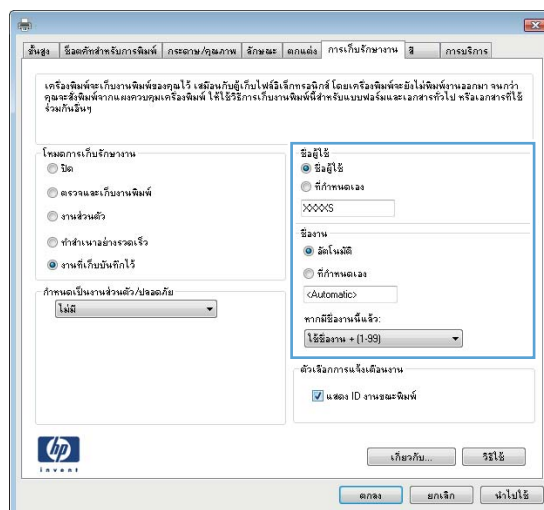 ขั้นสูง
ช็อตคัทสำหรับการพิมพ์
กระดาษ/คุณภาพ
ลักษณะ
ตกแต่ง
การเก็บรักษางาน
สี
การบริการ
เครื่องพิมพ์จะเก็บงานพิมพ์ของคุณไว้ เสมือนกับตู้เก็บไฟล์อิเล็กทรอนิกส์ โดยเครื่องพิมพ์จะยังไม่พิมพ์งานออกมา จนกว่า
คุณจะสั่งพิมพ์จากแผงควบคุมเครื่องพิมพ์ ให้ใช้วิธีการเก็บงานพิมพ์นี้สำหรับแบบฟอร์มและเอกสารทั่วไป หรือเอกสารที่ใช้
ร่วมกันอื่นๆ
โหมดการเก็บรักษางาน
ปิด
ตรวจและเก็บงานพิมพ์
งานส่วนตัว
ทำสำเนาอย่างรวดเร็ว
งานที่เก็บบันทึกไว้
กำหนดเป็นงานส่วนตัว/ปลอดภัย
ไม่มี
ชื่อผู้ใช้
ชื่อผู้ใช้
ที่กำหนดเอง
XXXXS
ชื่องาน
อัตโนมัติ
ที่กำหนดเอง
<Automatic>
หากมีชื่องานนี้แล้ว:
ใช้ชื่องาน + (1-99)
ตัวเลือกการแจ้งเตือนงาน
แสดง ID งานขณะพิมพ์
hp
invent
เกี่ยวกับ...
วิธีใช้
ตกลง
ยกเลิก
นำไปใช้